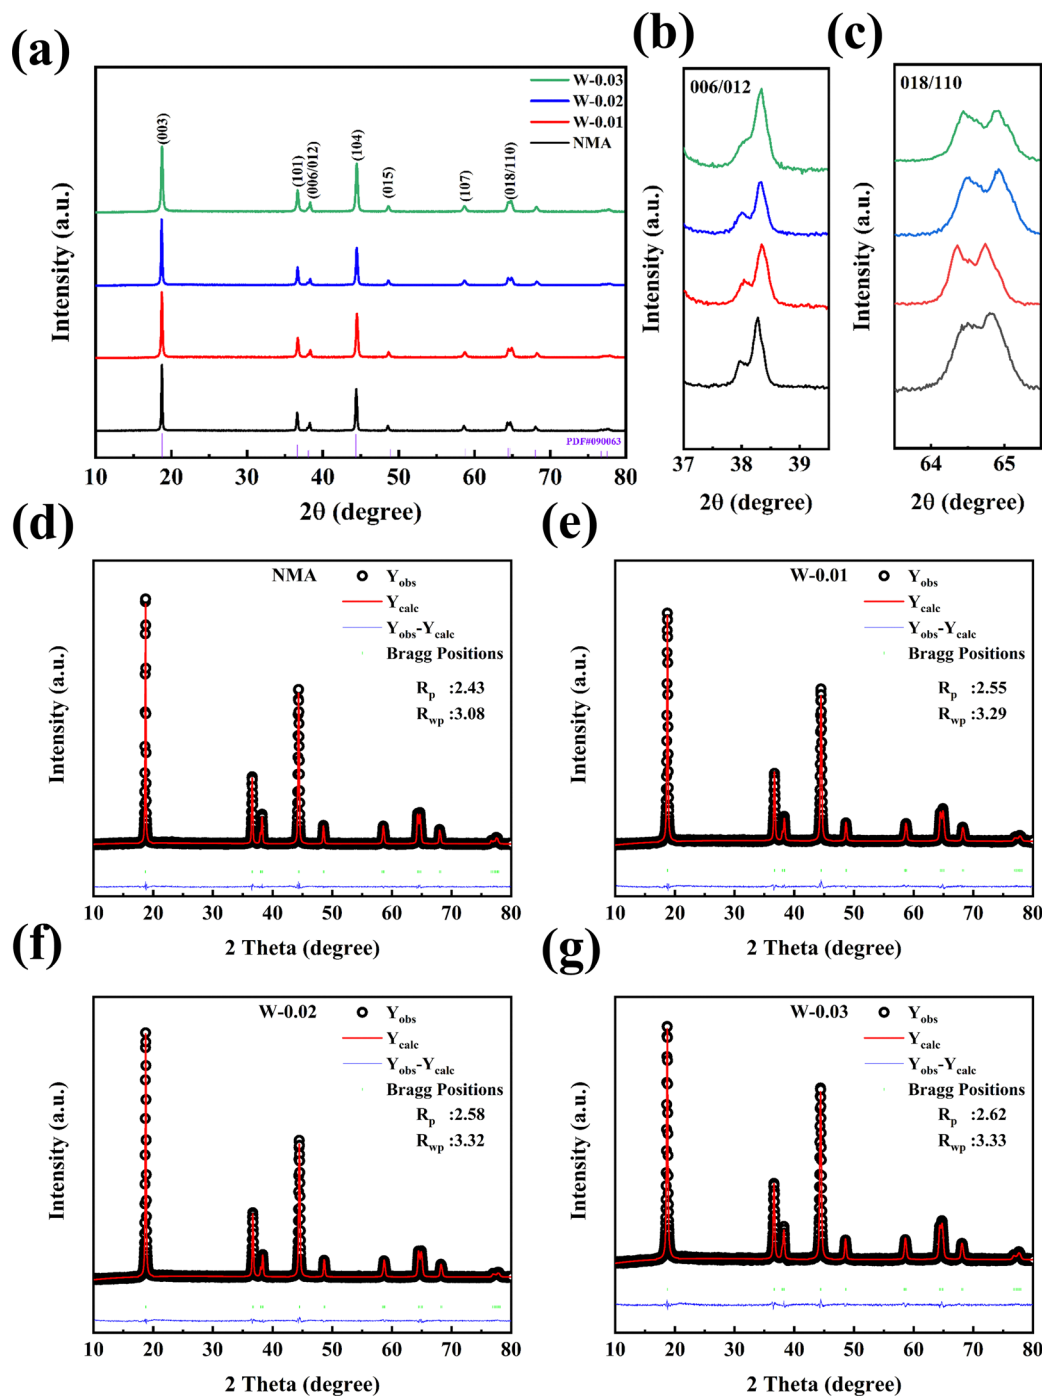 (a)
Intensity (a.u.)
W-0.03
W-0.02
W-0.01
NMA
(003)
(101)
(006/012)
(104)
(015)
(107)
(018/110)
PDF#090063
10 20 30 40 50 60 70 80
2θ (degree)
(b)
Intensity (a.u.)
006/012
37 38 39
2θ (degree)
(c)
Intensity (a.u.)
018/110
64 65
2θ (degree)
(d)
Intensity (a.u.)
NMA
Yobs
Ycalc
Yobs-Ycalc
Bragg Positions
Rp :2.43
Rwp :3.08
10 20 30 40 50 60 70 80
2 Theta (degree)
(e)
Intensity (a.u.)
W-0.01
Yobs
Ycalc
Yobs-Ycalc
Bragg Positions
Rp :2.55
Rwp :3.29
10 20 30 40 50 60 70 80
2 Theta (degree)
(f)
Intensity (a.u.)
W-0.02
Yobs
Ycalc
Yobs-Ycalc
Bragg Positions
Rp :2.58
Rwp :3.32
10 20 30 40 50 60 70 80
2 Theta (degree)
(g)
Intensity (a.u.)
W-0.03
Yobs
Ycalc
Yobs-Ycalc
Bragg Positions
Rp :2.62
Rwp :3.33
10 20 30 40 50 60 70 80
2 Theta (degree)